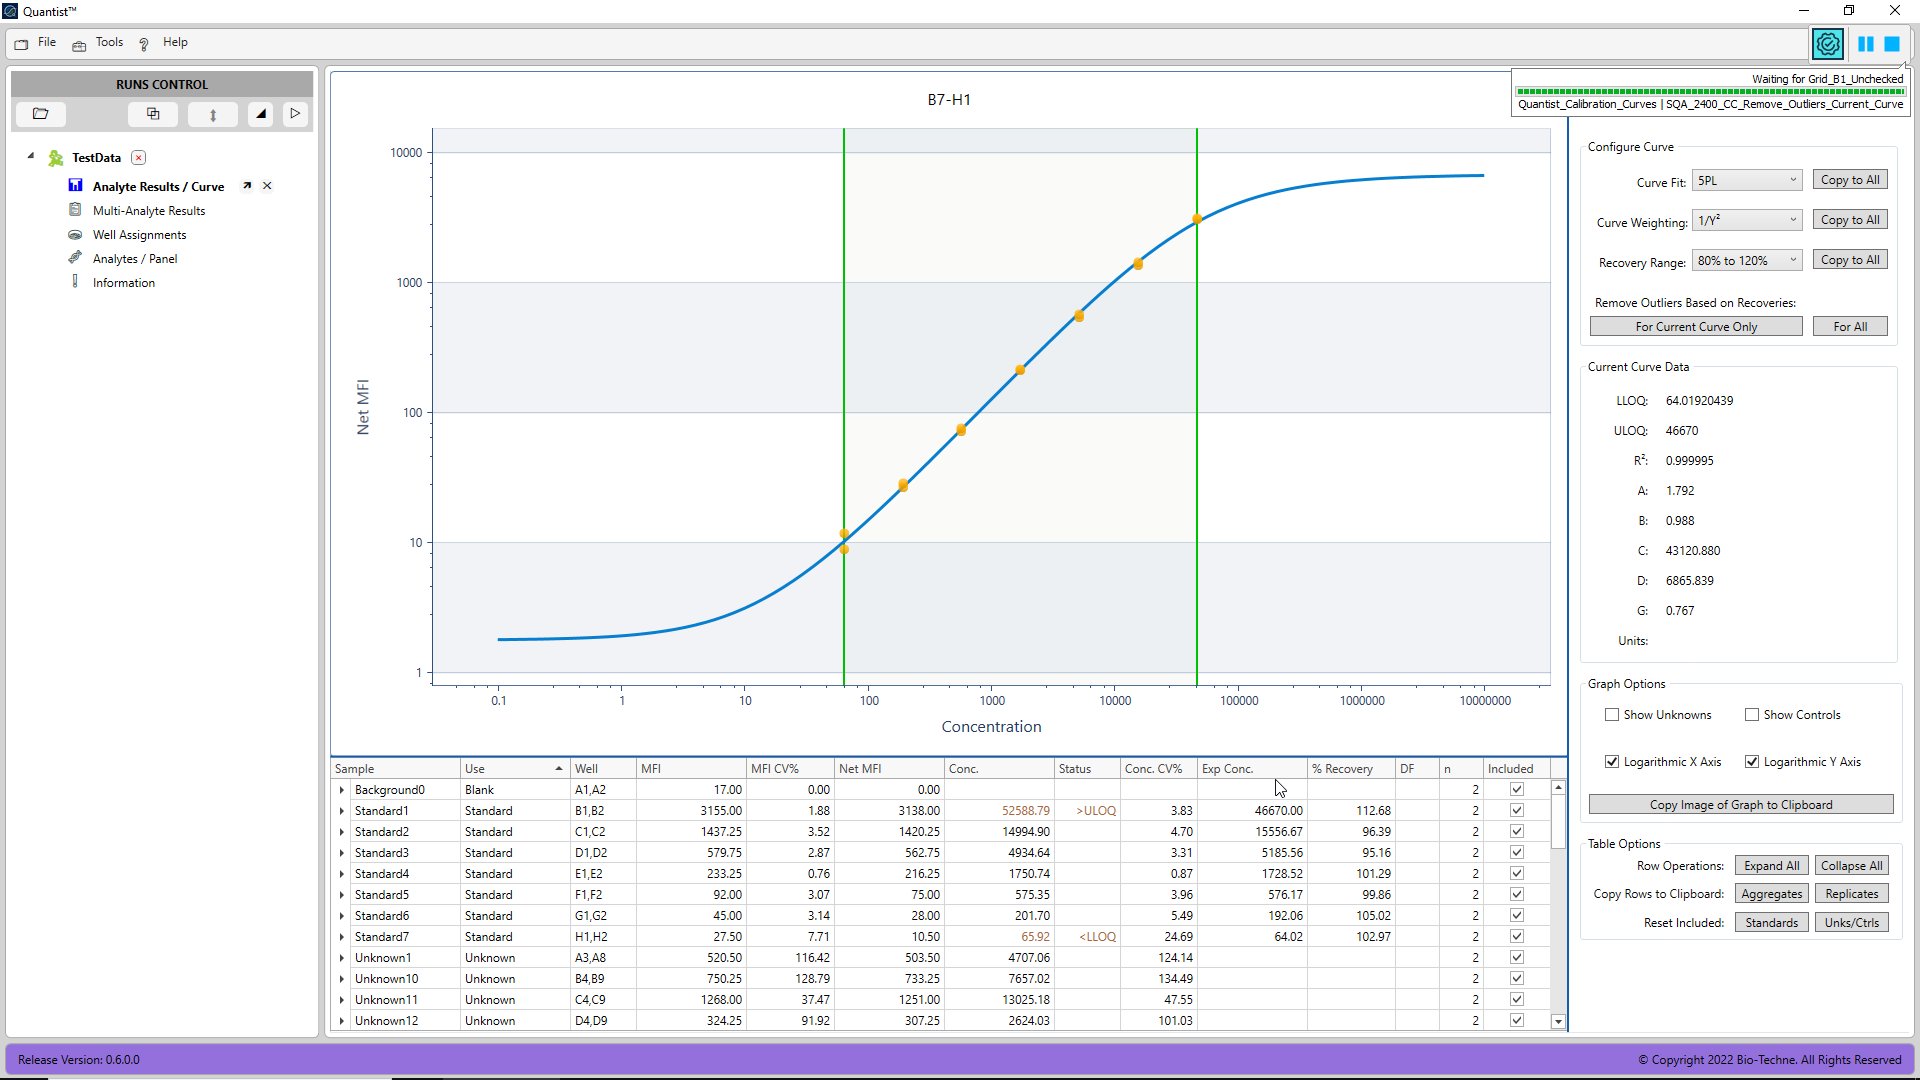 Quantist™
File Tools Help
Waiting for Grid_B1_Unchecked
Quantist_Calibration_Curves | SQA_2400_CC_Remove_Outliers_Current_Curve
RUNS CONTROL
TestData
Analyte Results / Curve
Multi-Analyte Results
Well Assignments
Analytes / Panel
Information
B7-H1
Net MFI
10000
1000
100
10
1
0.1 1 10 100 1000 10000 100000 1000000 10000000
Concentration
Configure Curve
Curve Fit: 5PL Copy to All
Curve Weighting: 1/Y² Copy to All
Recovery Range: 80% to 120% Copy to All
Remove Outliers Based on Recoveries:
For Current Curve Only For All
Current Curve Data
LLOQ: 64.01920439
ULOQ: 46670
R²: 0.999995
A: 1.792
B: 0.988
C: 43120.880
D: 6865.839
G: 0.767
Units:
Graph Options
Show Unknowns Show Controls
Logarithmic X Axis Logarithmic Y Axis
Copy Image of Graph to Clipboard
Table Options
Row Operations: Expand All Collapse All
Copy Rows to Clipboard: Aggregates Replicates
Reset Included: Standards Unks/Ctrls
Sample Use Well MFI MFI CV% Net MFI Conc. Status Conc. CV% Exp Conc. % Recovery DF n Included
Background0 Blank A1,A2 17.00 0.00 0.00 2
Standard1 Standard B1,B2 3155.00 1.88 3138.00 52588.79 >ULOQ 3.83 46670.00 112.68 2
Standard2 Standard C1,C2 1437.25 3.52 1420.25 14994.90 4.70 15556.67 96.39 2
Standard3 Standard D1,D2 579.75 2.87 562.75 4934.64 3.31 5185.56 95.16 2
Standard4 Standard E1,E2 233.25 0.76 216.25 1750.74 0.87 1728.52 101.29 2
Standard5 Standard F1,F2 92.00 3.07 75.00 575.35 3.96 576.17 99.86 2
Standard6 Standard G1,G2 45.00 3.14 28.00 201.70 5.49 192.06 105.02 2
Standard7 Standard H1,H2 27.50 7.71 10.50 65.92 <LLOQ 24.69 64.02 102.97 2
Unknown1 Unknown A3,A8 520.50 116.42 503.50 4707.06 124.14 2
Unknown10 Unknown B4,B9 750.25 128.79 733.25 7657.02 134.49 2
Unknown11 Unknown C4,C9 1268.00 37.47 1251.00 13025.18 47.55 2
Unknown12 Unknown D4,D9 324.25 91.92 307.25 2624.03 101.03 2
Release Version: 0.6.0.0
© Copyright 2022 Bio-Techne. All Rights Reserved